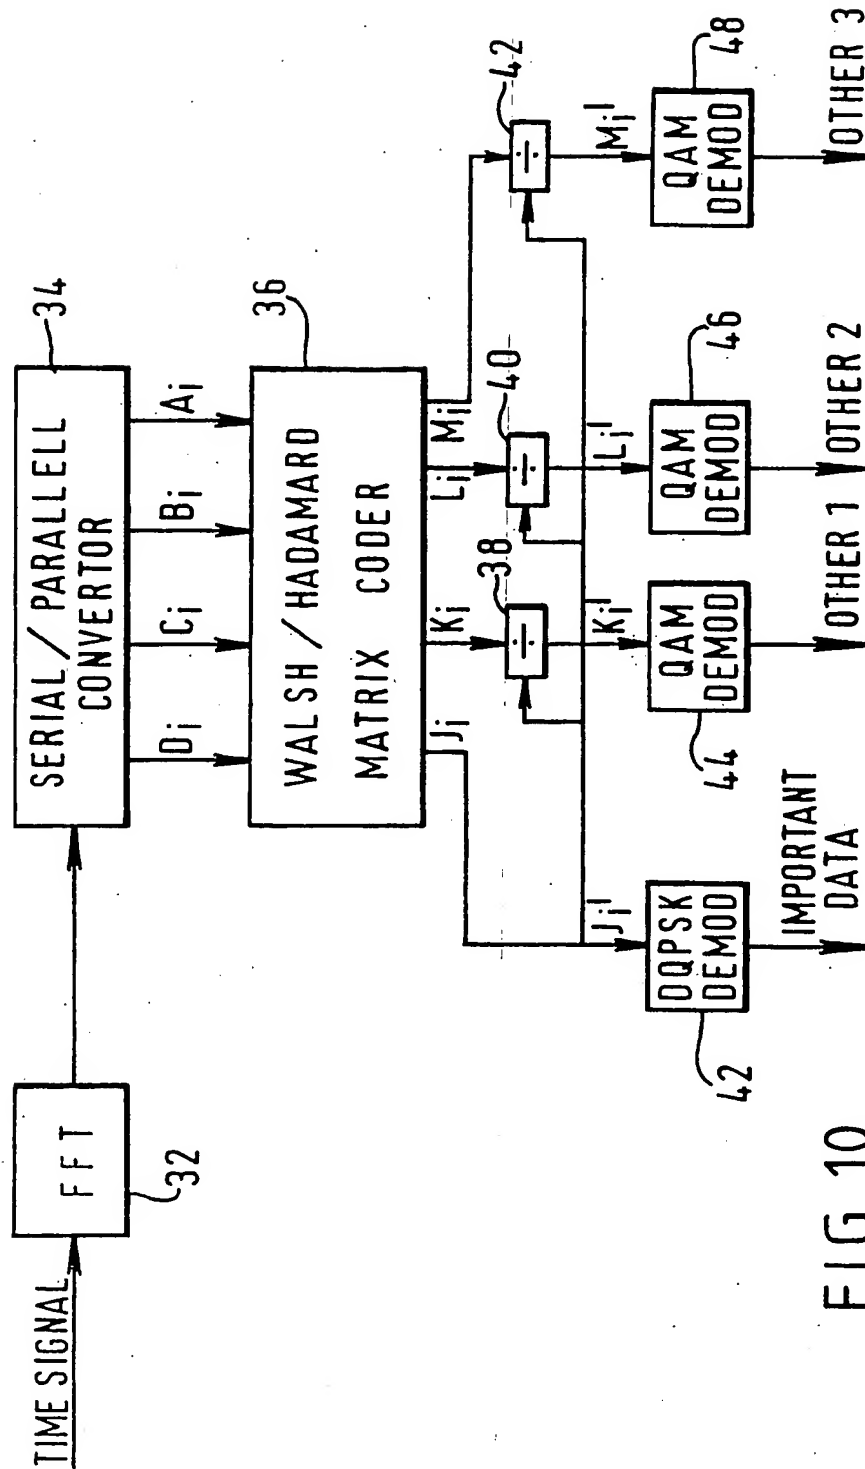 TIME SIGNAL
FFT
32
SERIAL/PARALLELL
CONVERTOR
34
Di
Ci
Bi
Ai
WALSH/HADAMARD
MATRIX CODER
36
Ji
Ki
Li
Mi
38
÷
40
÷
42
÷
Ji'
Ki'
Li'
Mi'
DQPSK
DEMOD
42
QAM
DEMOD
44
QAM
DEMOD
46
QAM
DEMOD
48
IMPORTANT
DATA
OTHER 1
OTHER 2
OTHER 3
FIG 10